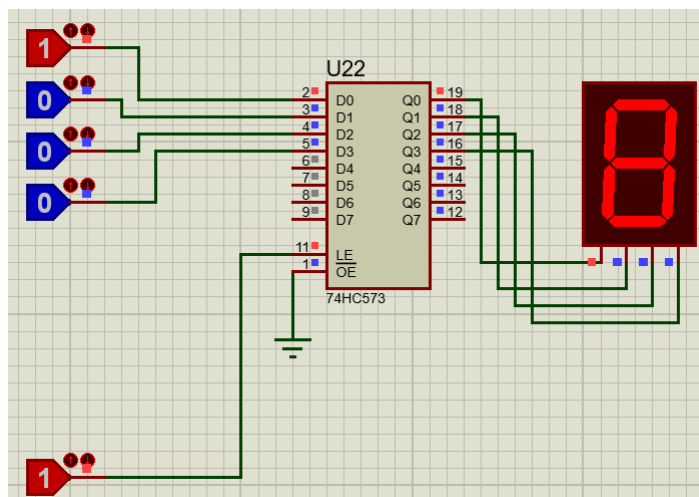 1
0
0
0
U22
2 D0 Q0 19
3 D1 Q1 18
4 D2 Q2 17
5 D3 Q3 16
6 D4 Q4 15
7 D5 Q5 14
8 D6 Q6 13
9 D7 Q7 12
11 LE
1 OE
74HC573
8
1